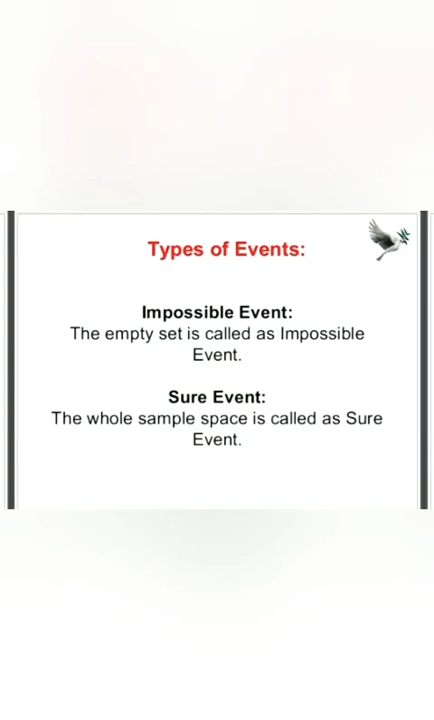 Types of Events:
Impossible Event:
The empty set is called as Impossible
Event.
Sure Event:
The whole sample space is called as Sure
Event.